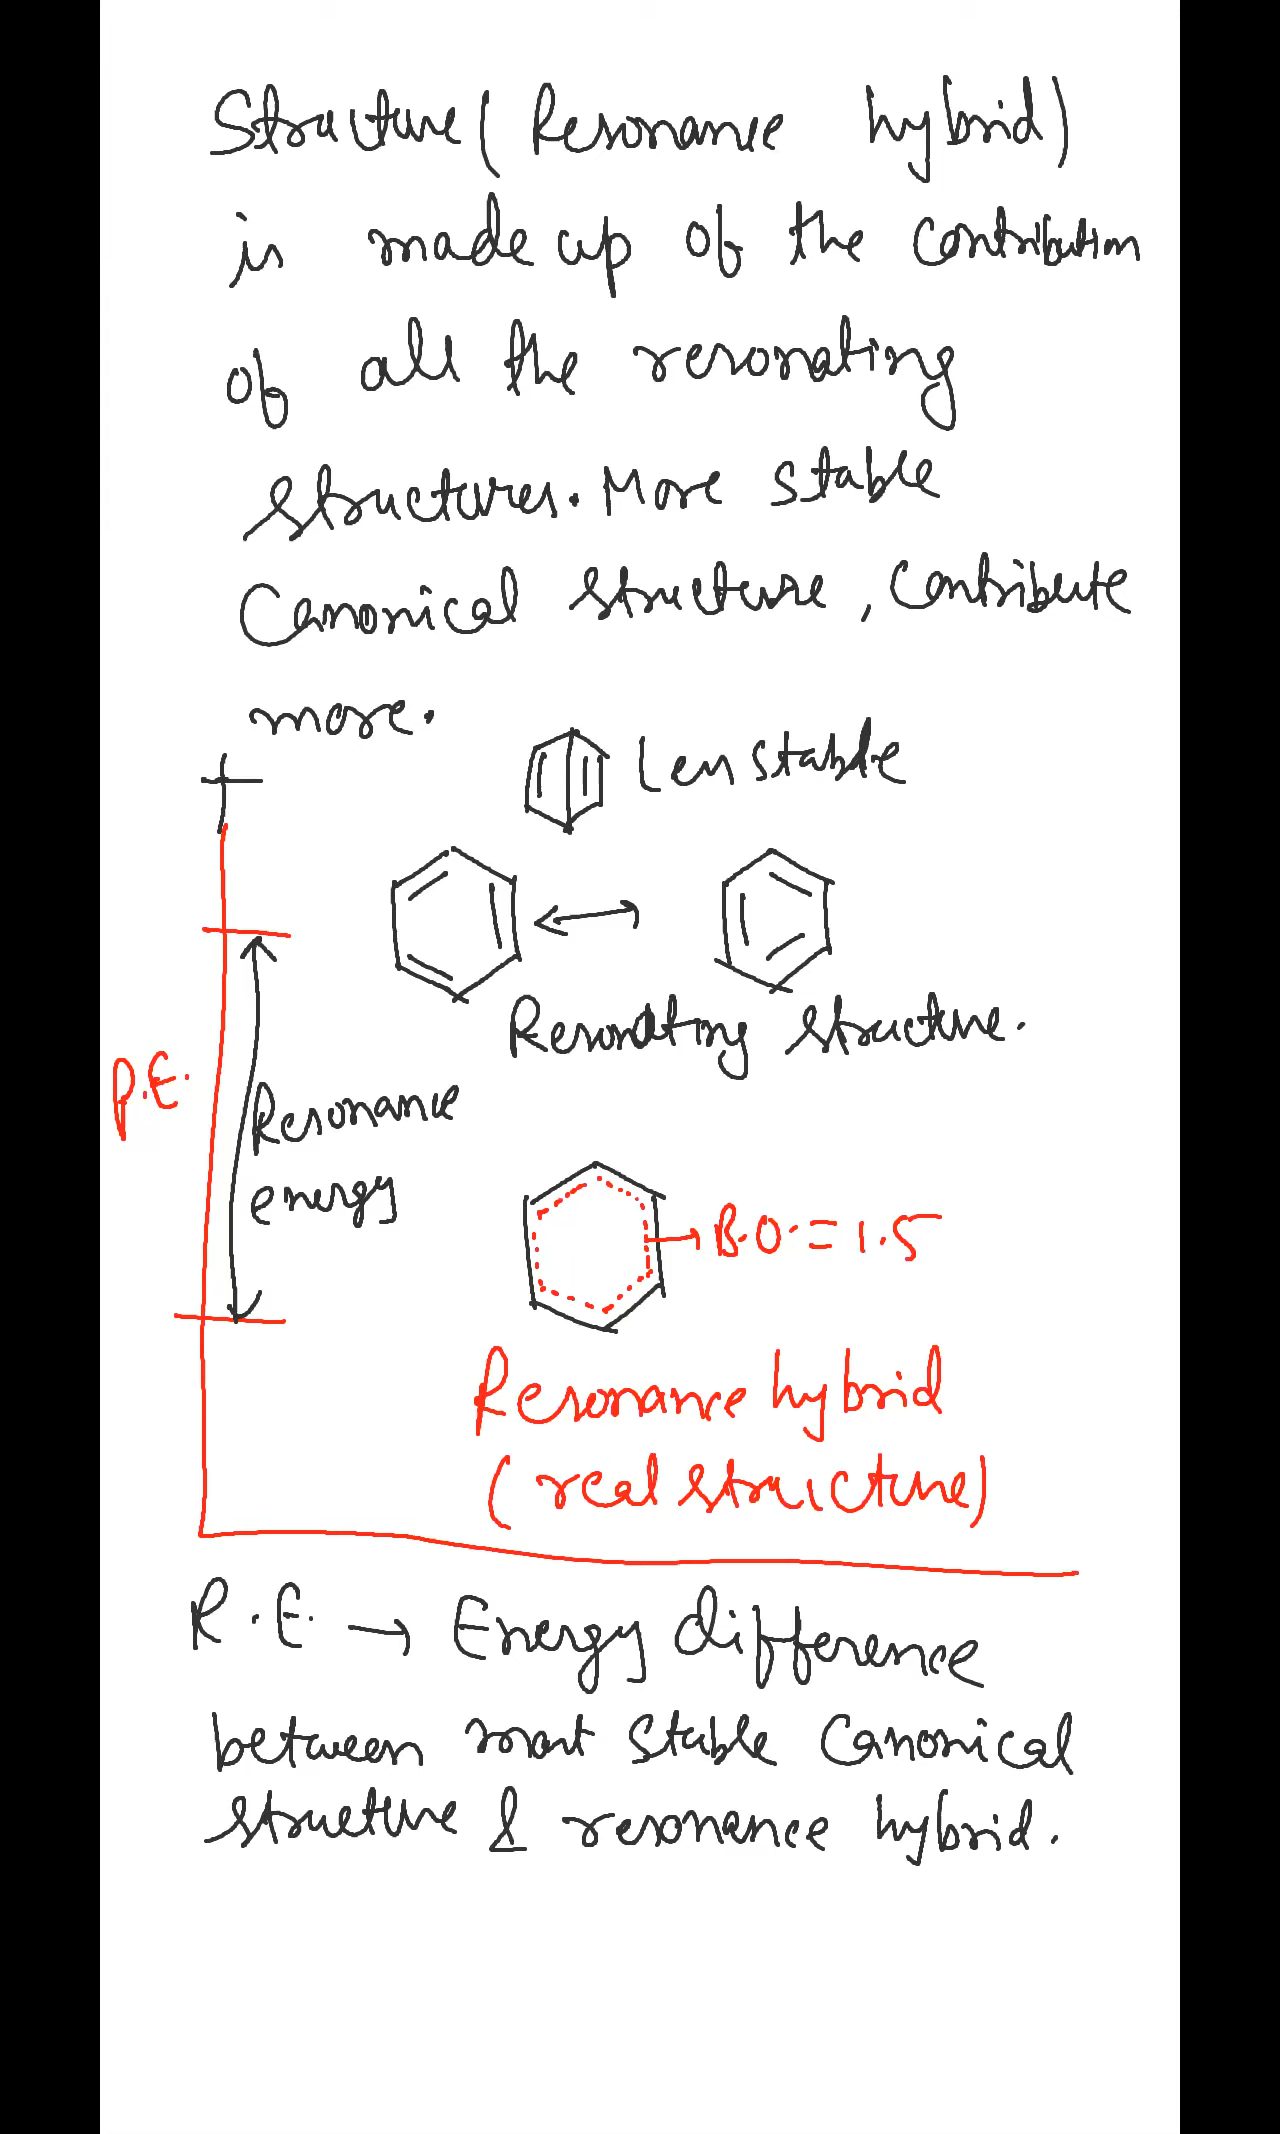 Structure (Resonance hybrid)
is made up of the contribution
of all the resonating
structures. More stable
Canonical structure, Contribute
more.
Less stable
Resonating structure.
P.E.
Resonance
energy
B.O. = 1.5
Resonance hybrid
(real structure)
R.E. → Energy difference
between most stable Canonical
structure & resonance hybrid.